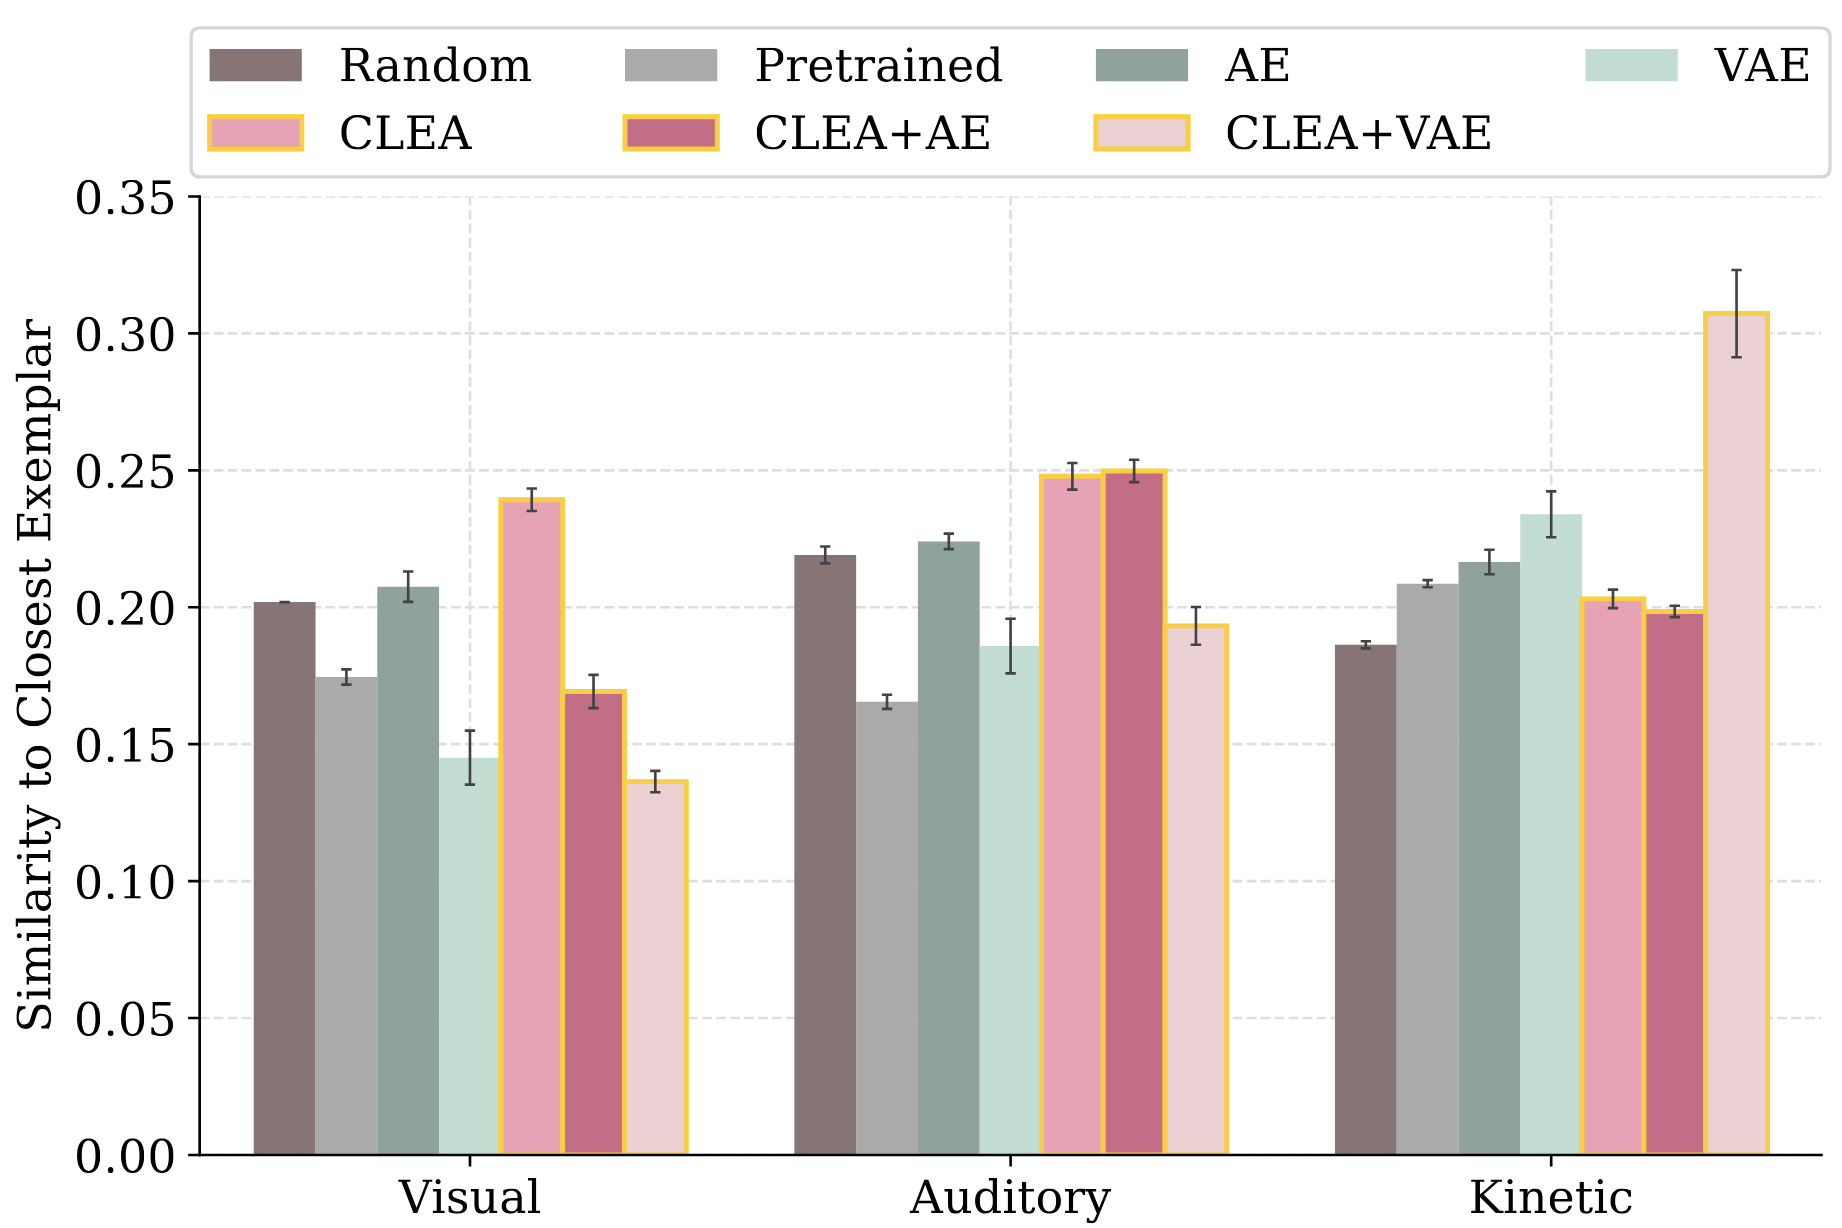 Random Pretrained AE VAE
CLEA CLEA+AE CLEA+VAE
Similarity to Closest Exemplar
0.35
0.30
0.25
0.20
0.15
0.10
0.05
0.00
Visual Auditory Kinetic